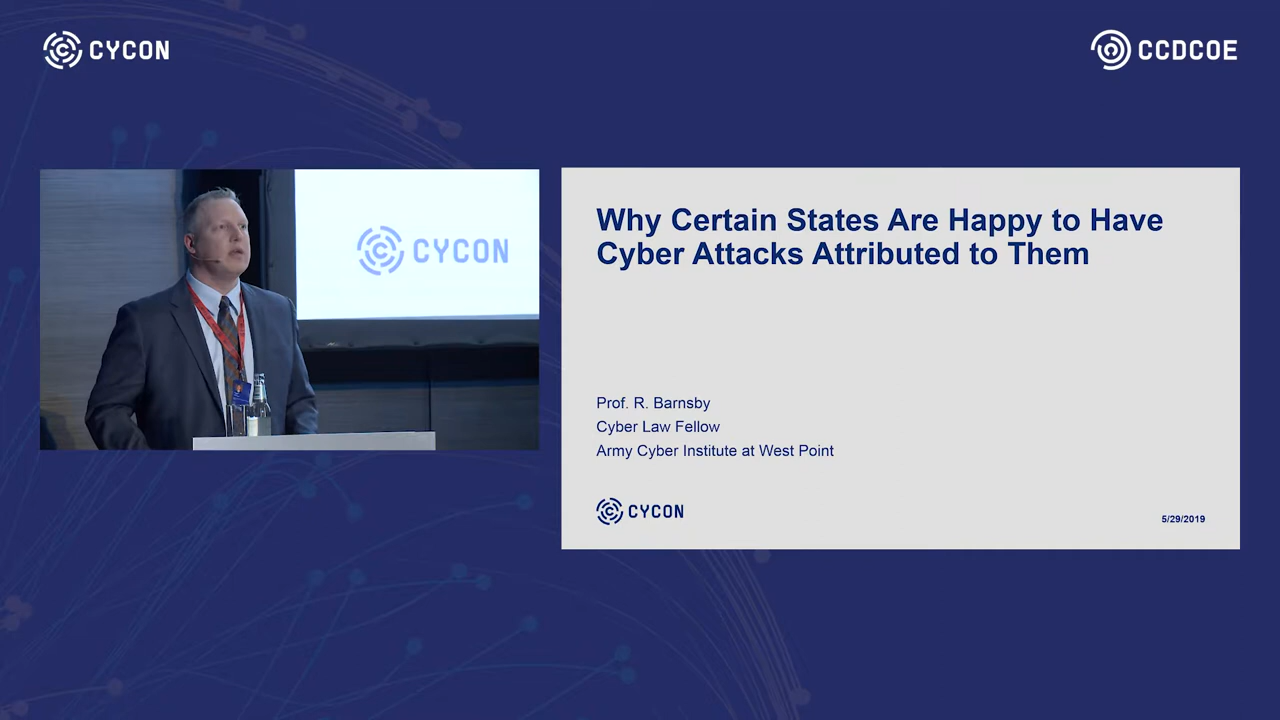 CYCON
CCDCOE
CYCON
Why Certain States Are Happy to Have
Cyber Attacks Attributed to Them
Prof. R. Barnsby
Cyber Law Fellow
Army Cyber Institute at West Point
CYCON
5/29/2019